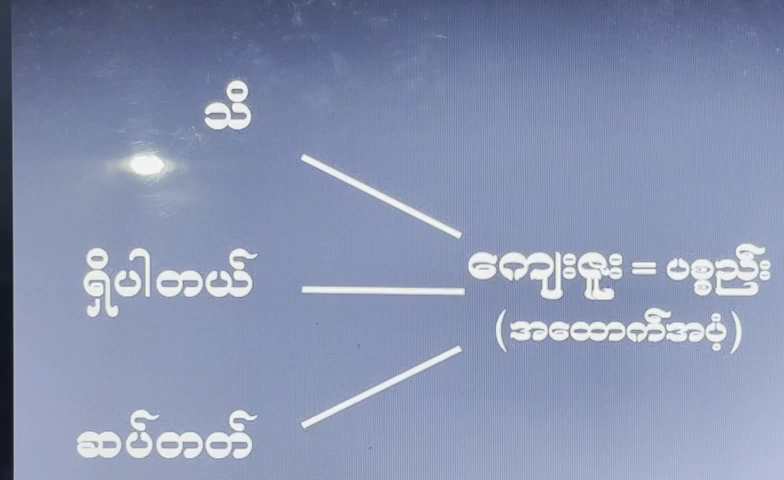 သိ
ရှိပါတယ်
ကျေးဇူး = ပစ္စည်း
(အထောက်အပံ့)
ဆပ်တတ်